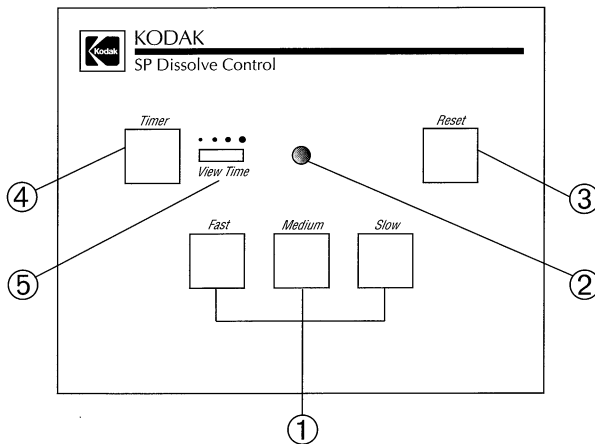 Kodak
KODAK
SP Dissolve Control
Timer
Reset
View Time
4
3
Fast Medium Slow
5
2
1